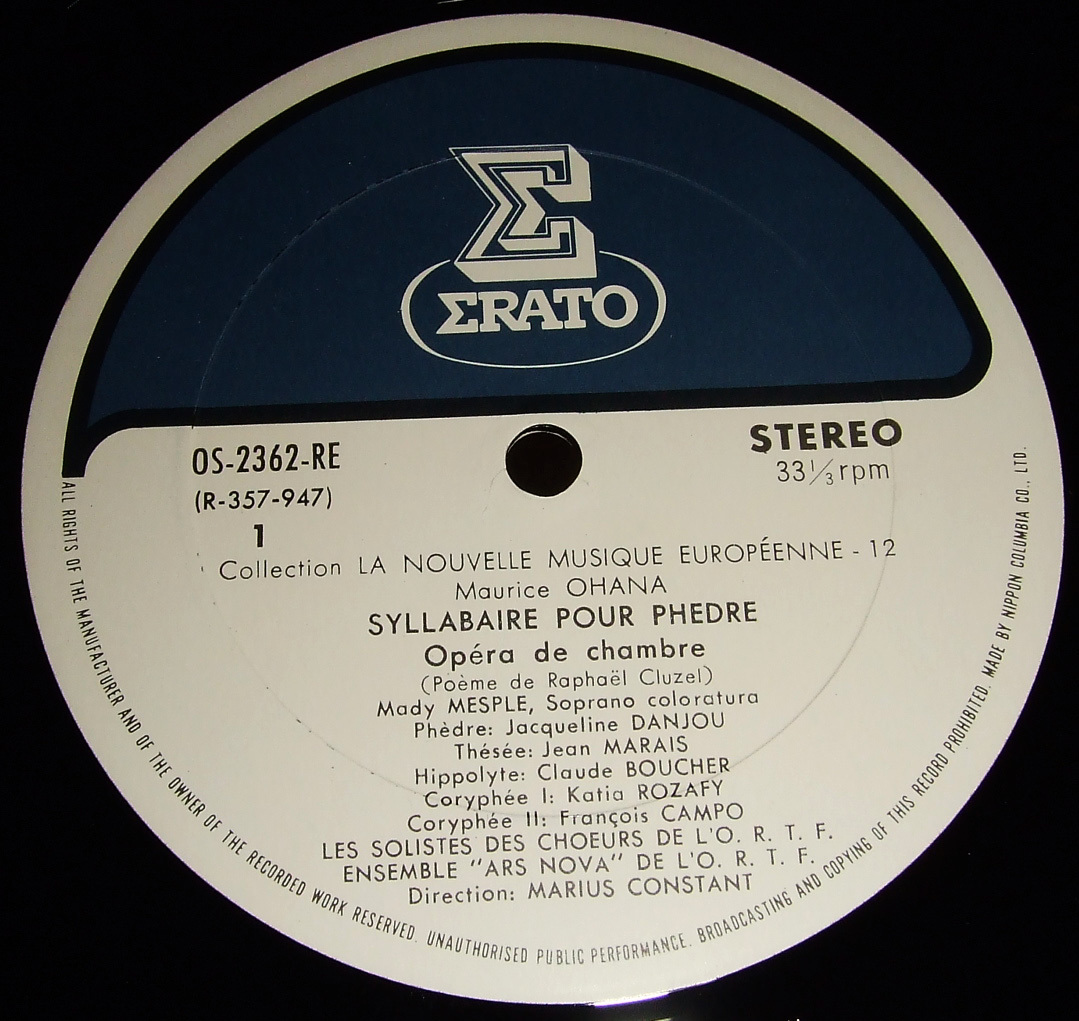 Σ
ΣRATO
OS-2362-RE
(R-357-947)
1
STEREO
33 1/3 rpm
Collection LA NOUVELLE MUSIQUE EUROPÉENNE - 12
Maurice OHANA
SYLLABAIRE POUR PHEDRE
Opéra de chambre
(Poème de Raphaël Cluzel)
Mady MESPLE, Soprano coloratura
Phèdre: Jacqueline DANJOU
Thésée: Jean MARAIS
Hippolyte: Claude BOUCHER
Coryphée I: Katia ROZAFY
Coryphée II: François CAMPO
LES SOLISTES DES CHOEURS DE L'O. R. T. F.
ENSEMBLE "ARS NOVA" DE L'O. R. T. F.
Direction: MARIUS CONSTANT
ALL RIGHTS OF THE MANUFACTURER AND OF THE OWNER OF THE RECORDED WORK RESERVED. UNAUTHORISED PUBLIC PERFORMANCE. BROADCASTING AND COPYING OF THIS RECORD PROHIBITED. MADE BY NIPPON COLUMBIA CO., LTD.